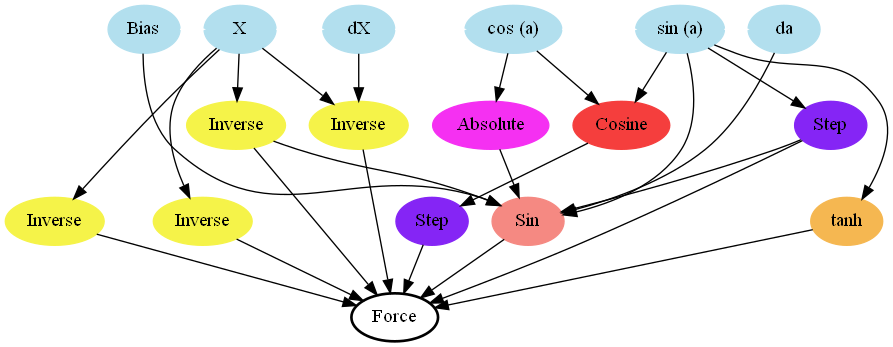 Bias
X
dX
cos (a)
sin (a)
da
Inverse
Inverse
Absolute
Cosine
Step
Inverse
Inverse
Step
Sin
tanh
Force